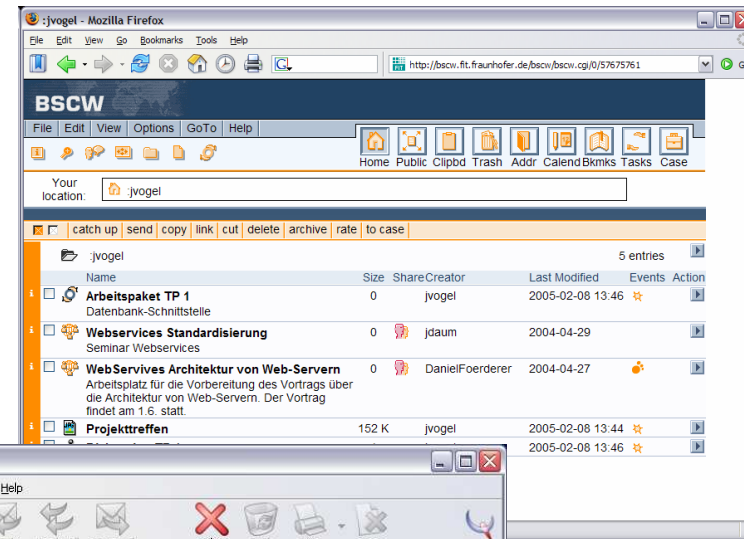 :jvogel - Mozilla Firefox
File Edit View Go Bookmarks Tools Help
G
http://bscw.fit.fraunhofer.de/bscw/bscw.cgi/0/57675761
G
BSCW
File Edit View Options GoTo Help
Home Public Clipbd Trash Addr Calend Bkmks Tasks Case
Your location: :jvogel
catch up send copy link cut delete archive rate to case
:jvogel 5 entries
Name Size Share Creator Last Modified Events Action
Arbeitspaket TP 1 0 jvogel 2005-02-08 13:46
Datenbank-Schnittstelle
Webservices Standardisierung 0 jdaum 2004-04-29
Seminar Webservices
WebServives Architektur von Web-Servern 0 DanielFoerderer 2004-04-27
Arbeitsplatz für die Vorbereitung des Vortrags über
die Architektur von Web-Servern. Der Vortrag
findet am 1.6. statt.
Projekttreffen 152 K jvogel 2005-02-08 13:44
2005-02-08 13:46
Help